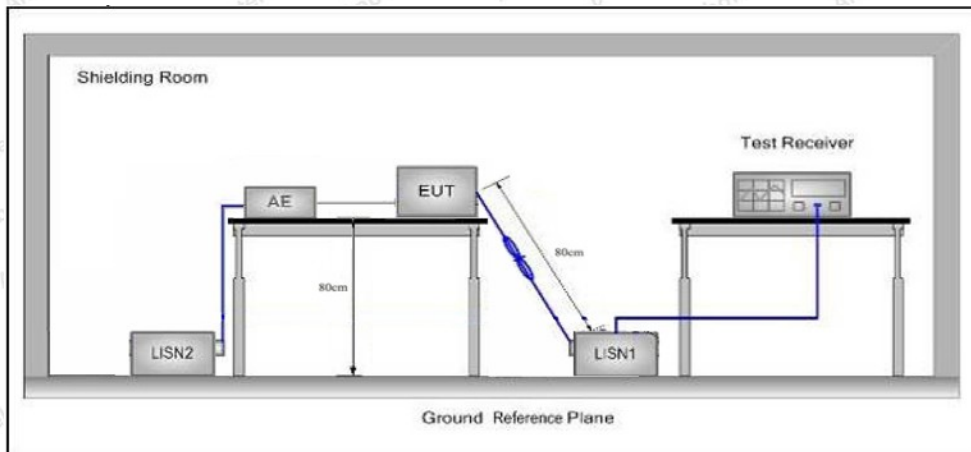 Shielding Room
Test Receiver
AE
EUT
80cm
80cm
LISN2
LISN1
Ground Reference Plane